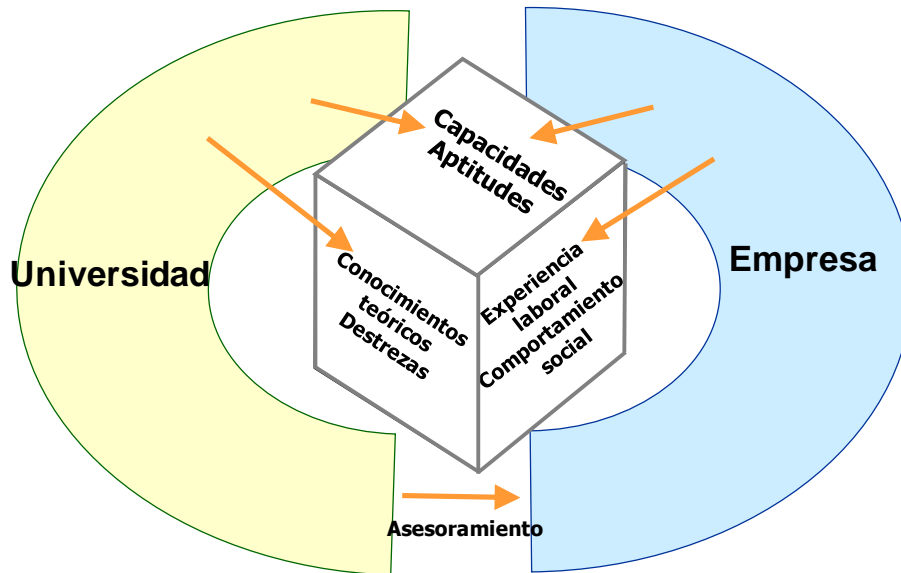 Capacidades
Aptitudes
Universidad
Conocimientos
teóricos
Destrezas
Experiencia
laboral
Comportamiento
social
Empresa
Asesoramiento